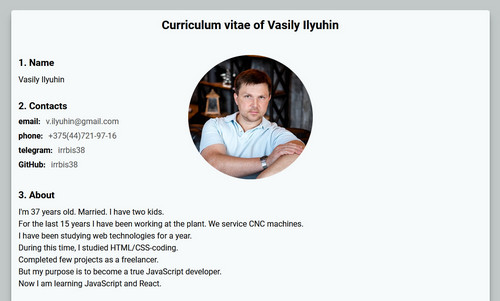 Curriculum vitae of Vasily Ilyuhin
1. Name
Vasily Ilyuhin
2. Contacts
email: v.ilyuhin@gmail.com
phone: +375(44)721-97-16
telegram: irrbis38
GitHub: irrbis38
3. About
I'm 37 years old. Married. I have two kids.
For the last 15 years I have been working at the plant. We service CNC machines.
I have been studying web technologies for a year.
During this time, I studied HTML/CSS-coding.
Completed few projects as a freelancer.
But my purpose is to become a true JavaScript developer.
Now I am learning JavaScript and React.